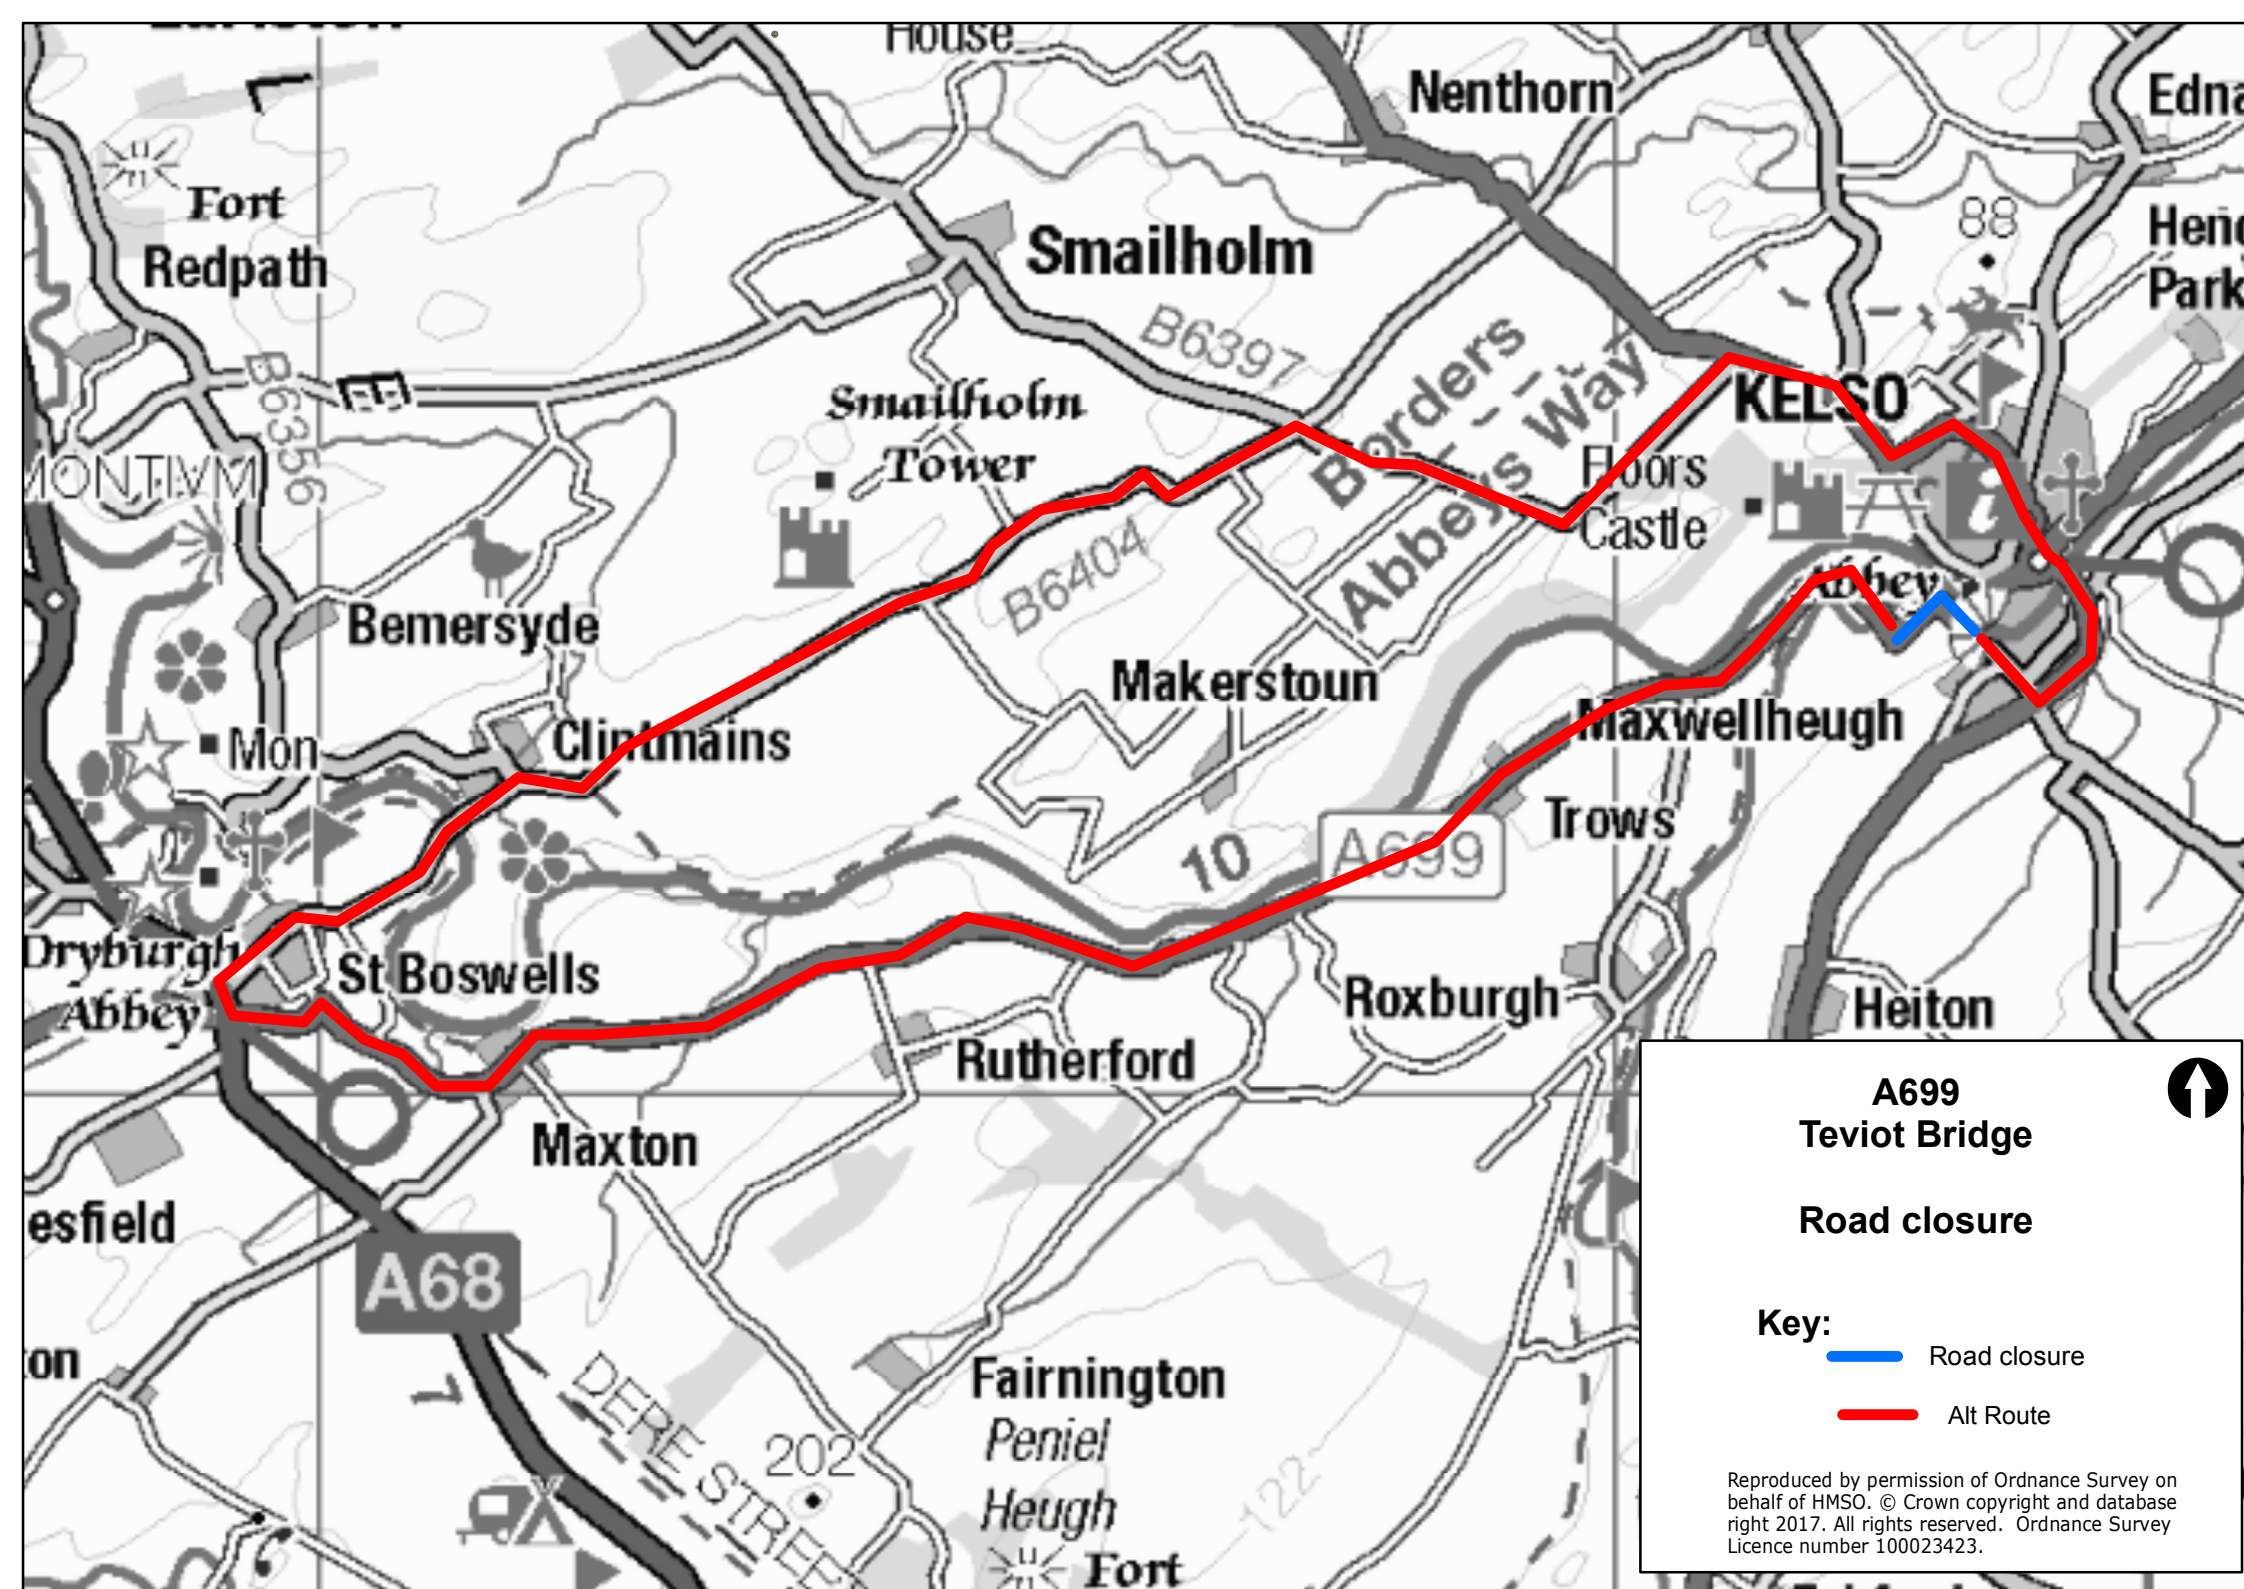 House
Nenthorn
Fort
Redpath
88
Smailholm
B6397
Borders
Abbeys Way
B6356
KELSO
Smailholm
Tower
Floors
Castle
MONTIVM
B6404
Abbey
Bemersyde
Makerstoun
Maxwellheugh
Mon
Clintmains
Trows
10
A699
Dryburgh
Abbey
St Boswells
Roxburgh
Heiton
Rutherford
Maxton
esfield
A68
on
7
DERE STREE
202
Fairnington
Peniel
Heugh
122
Fort
A699
Teviot Bridge
Road closure
Key:
Road closure
Alt Route
Reproduced by permission of Ordnance Survey on
behalf of HMSO. © Crown copyright and database
right 2017. All rights reserved. Ordnance Survey
Licence number 100023423.